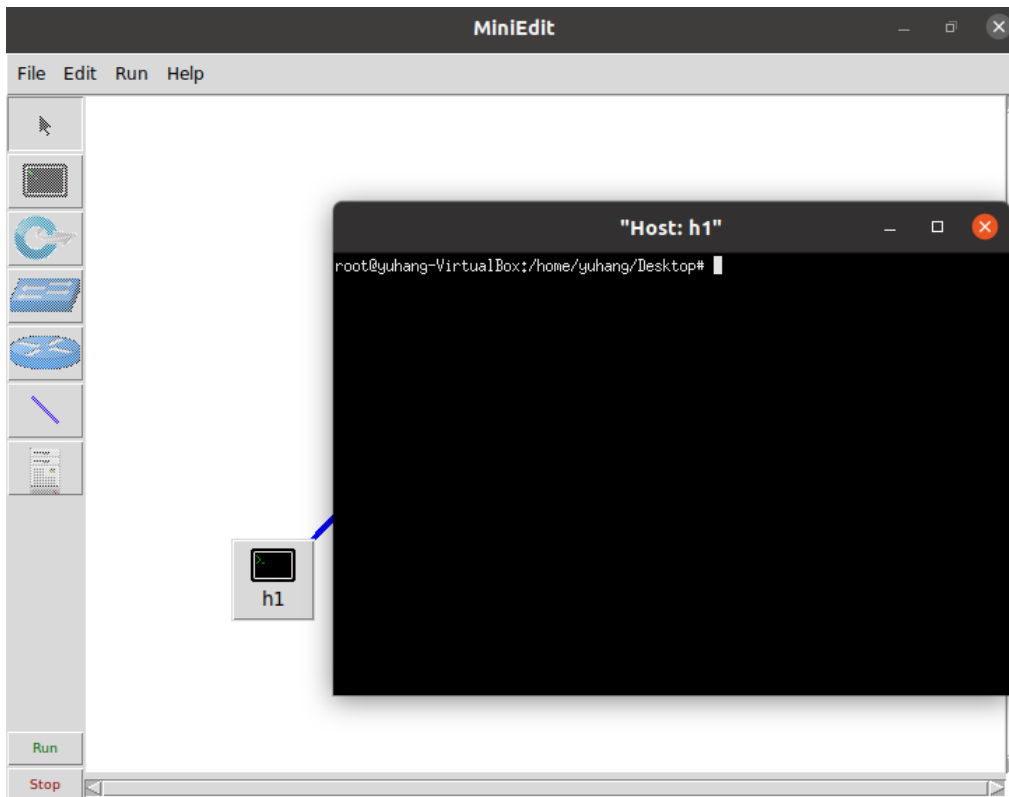 MiniEdit
File Edit Run Help
"Host: h1"
root@yuhang-VirtualBox:/home/yuhang/Desktop#
h1
Run
Stop